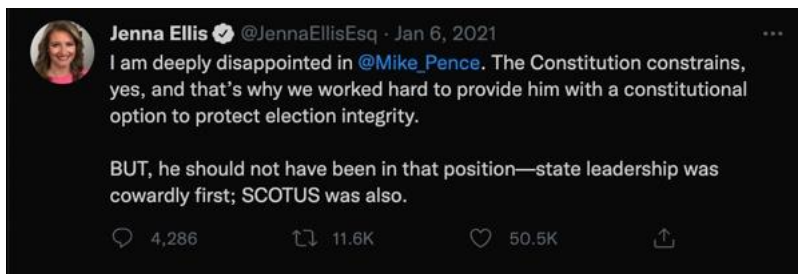 Jenna Ellis @JennaEllisEsq · Jan 6, 2021
I am deeply disappointed in @Mike_Pence. The Constitution constrains,
yes, and that’s why we worked hard to provide him with a constitutional
option to protect election integrity.
BUT, he should not have been in that position—state leadership was
cowardly first; SCOTUS was also.
4,286 11.6K 50.5K